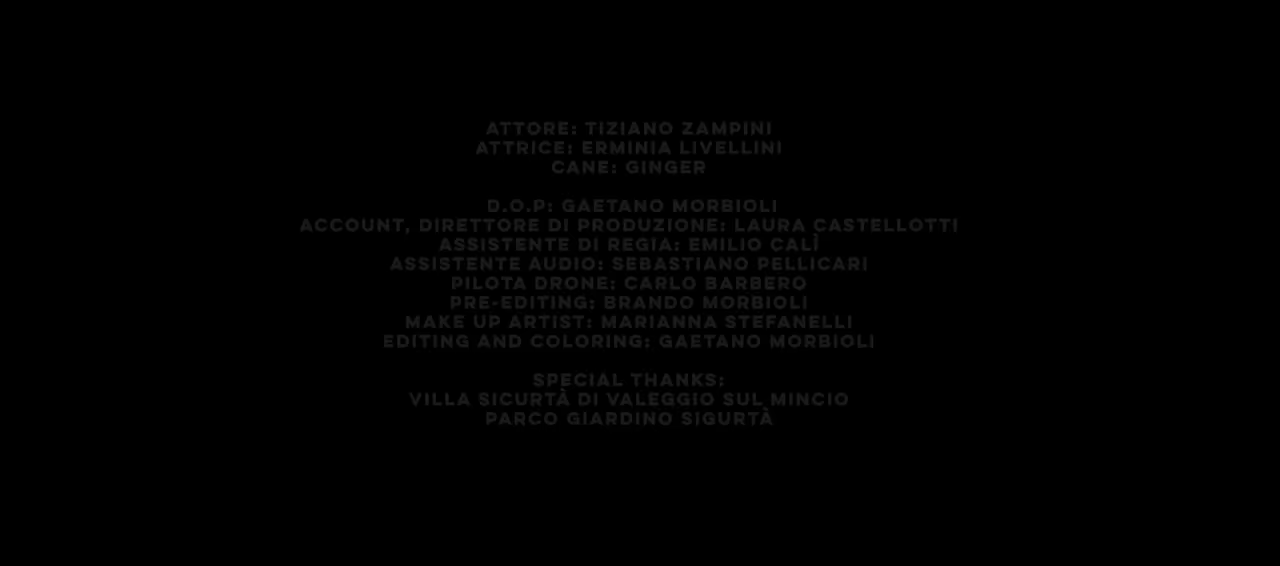 ATTORE: TIZIANO ZAMPINI
ATTRICE: ERMINIA LIVELLINI
CANE: GINGER
D.O.P: GAETANO MORBIOLI
ACCOUNT, DIRETTORE DI PRODUZIONE: LAURA CASTELLOTTI
ASSISTENTE DI REGIA: EMILIO CALÌ
ASSISTENTE AUDIO: SEBASTIANO PELLICARI
PILOTA DRONE: CARLO BARBERO
PRE-EDITING: BRANDO MORBIOLI
MAKE UP ARTIST: MARIANNA STEFANELLI
EDITING AND COLORING: GAETANO MORBIOLI
SPECIAL THANKS:
VILLA SICURTÀ DI VALEGGIO SUL MINCIO
PARCO GIARDINO SIGURTÀ